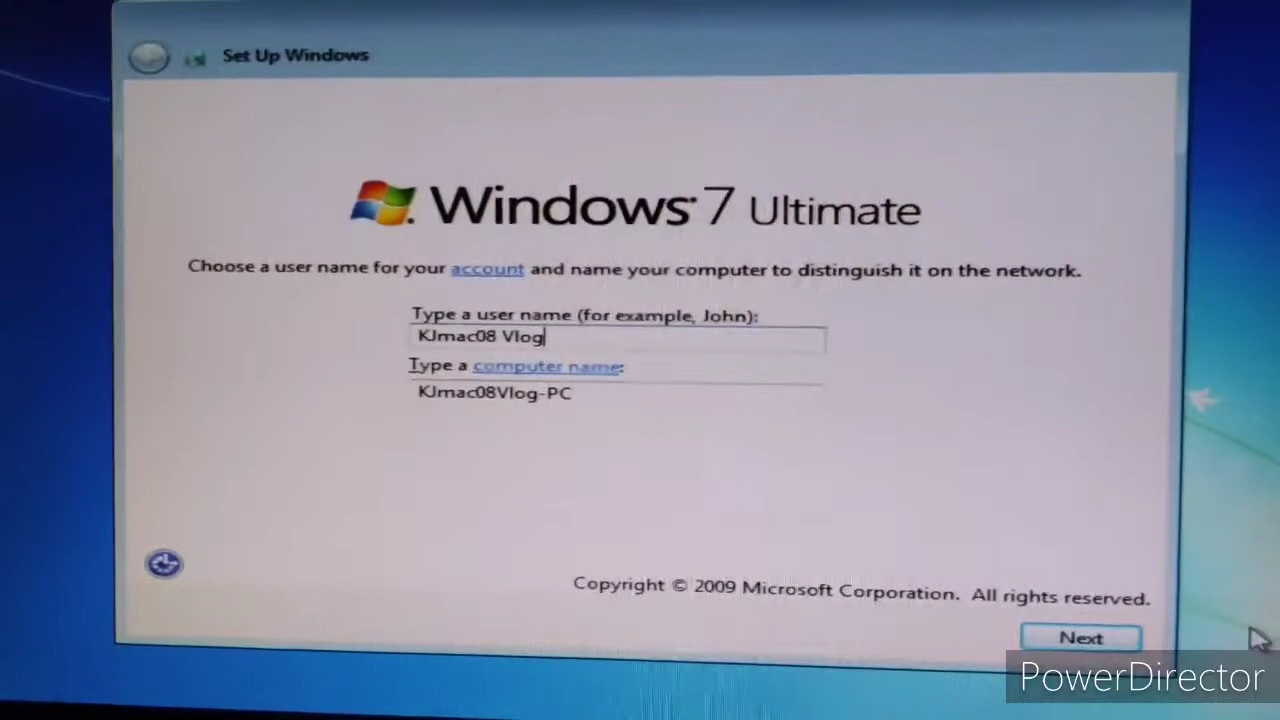 Set Up Windows
Windows 7 Ultimate
Choose a user name for your account and name your computer to distinguish it on the network.
Type a user name (for example, John):
KJmac08 Vlog
Type a computer name:
KJmac08Vlog-PC
Copyright © 2009 Microsoft Corporation. All rights reserved.
Next
PowerDirector